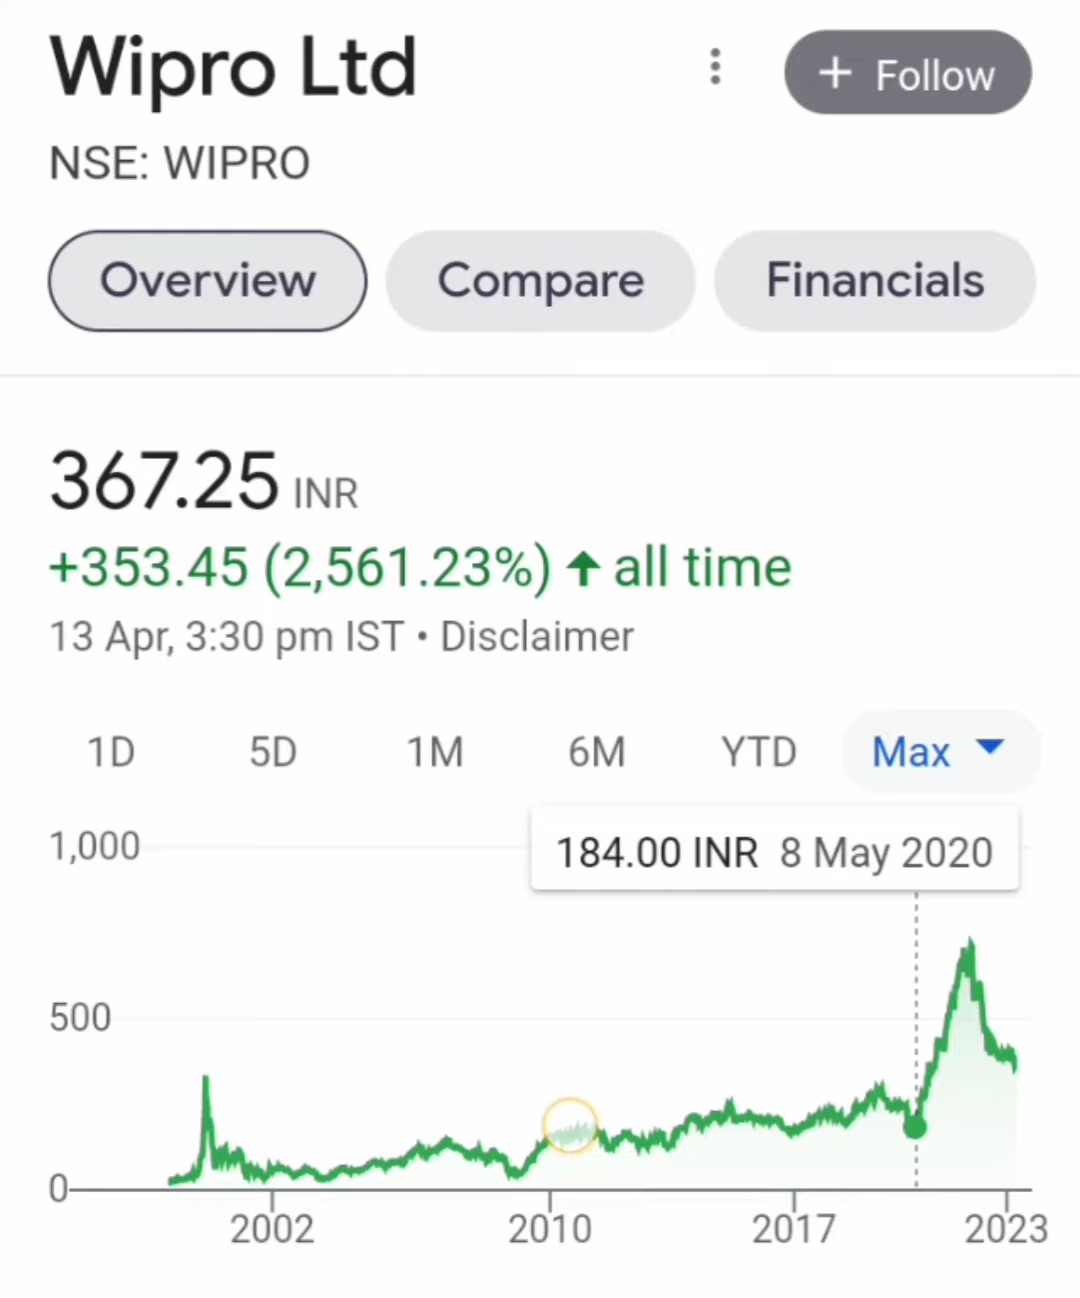 Wipro Ltd
+ Follow
NSE: WIPRO
Overview Compare Financials
367.25 INR
+353.45 (2,561.23%) ↑ all time
13 Apr, 3:30 pm IST • Disclaimer
1D 5D 1M 6M YTD Max
1,000
184.00 INR 8 May 2020
500
0
2002 2010 2017 2023